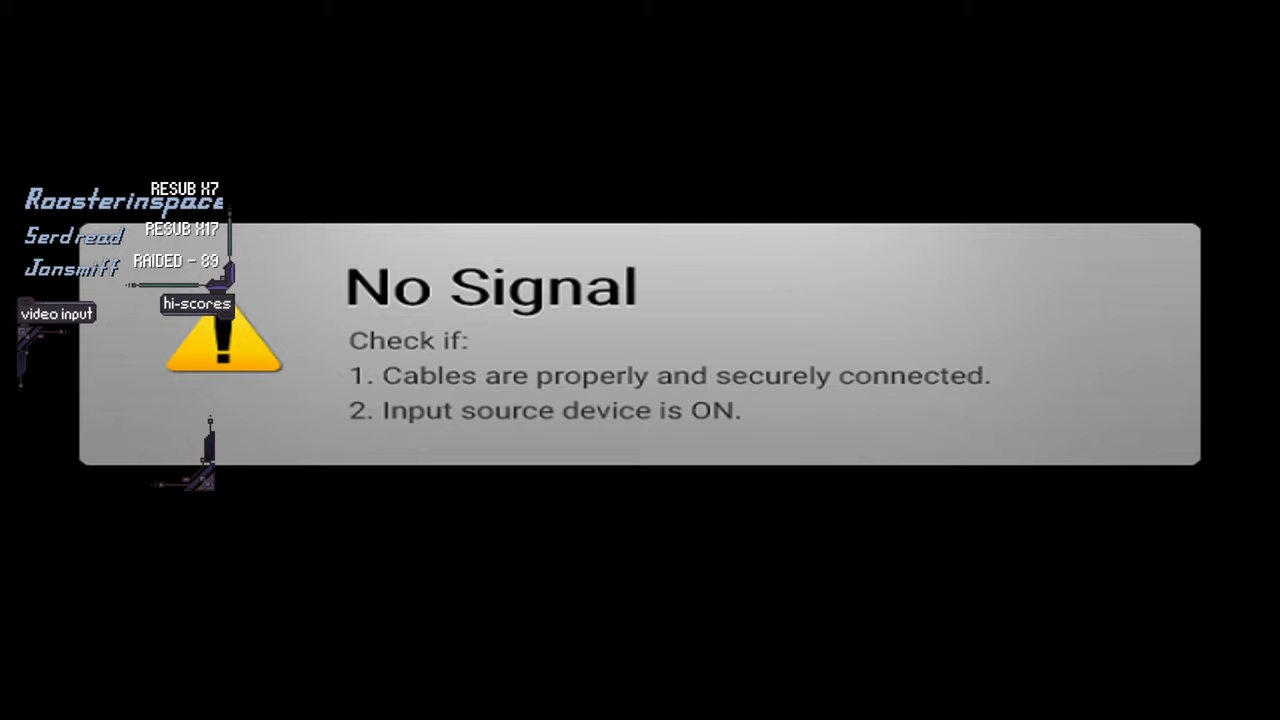 Roosterinspace RESUB X7
Serdread RESUB X17
Jonsmiff RAIDED - 89
hi-scores
video input
No Signal
Check if:
1. Cables are properly and securely connected.
2. Input source device is ON.